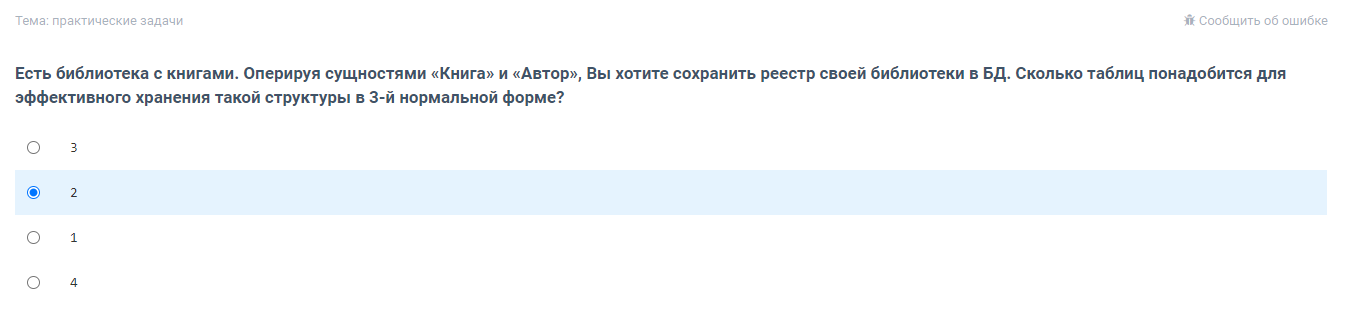 Тема: практические задачи
Сообщить об ошибке
Есть библиотека с книгами. Оперируя сущностями «Книга» и «Автор», Вы хотите сохранить реестр своей библиотеки в БД. Сколько таблиц понадобится для
эффективного хранения такой структуры в 3-й нормальной форме?
3
2
1
4